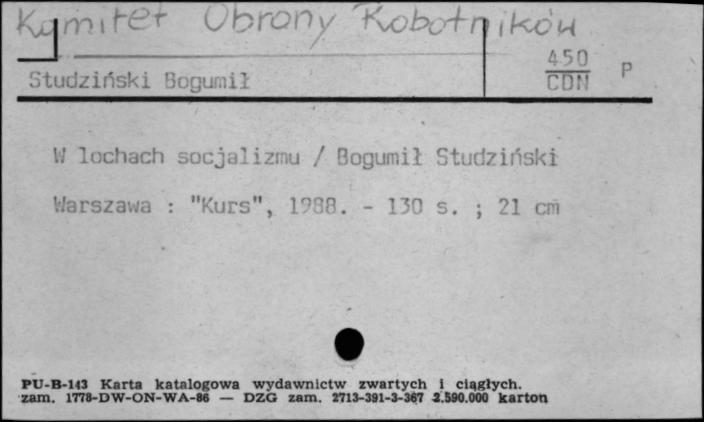 Komitet Obrony Robotników
Studziński Bogumił
450
CDN
P
W lochach socjalizmu / Bogumił Studziński
Warszawa : "Kurs", 1988. - 130 s. ; 21 cm
PU-B-143 Karta katalogowa wydawnictw zwartych i ciągłych.
zam. 1778-DW-ON-WA-86 — DZG zam. 2713-391-3-367 2.590.000 karton